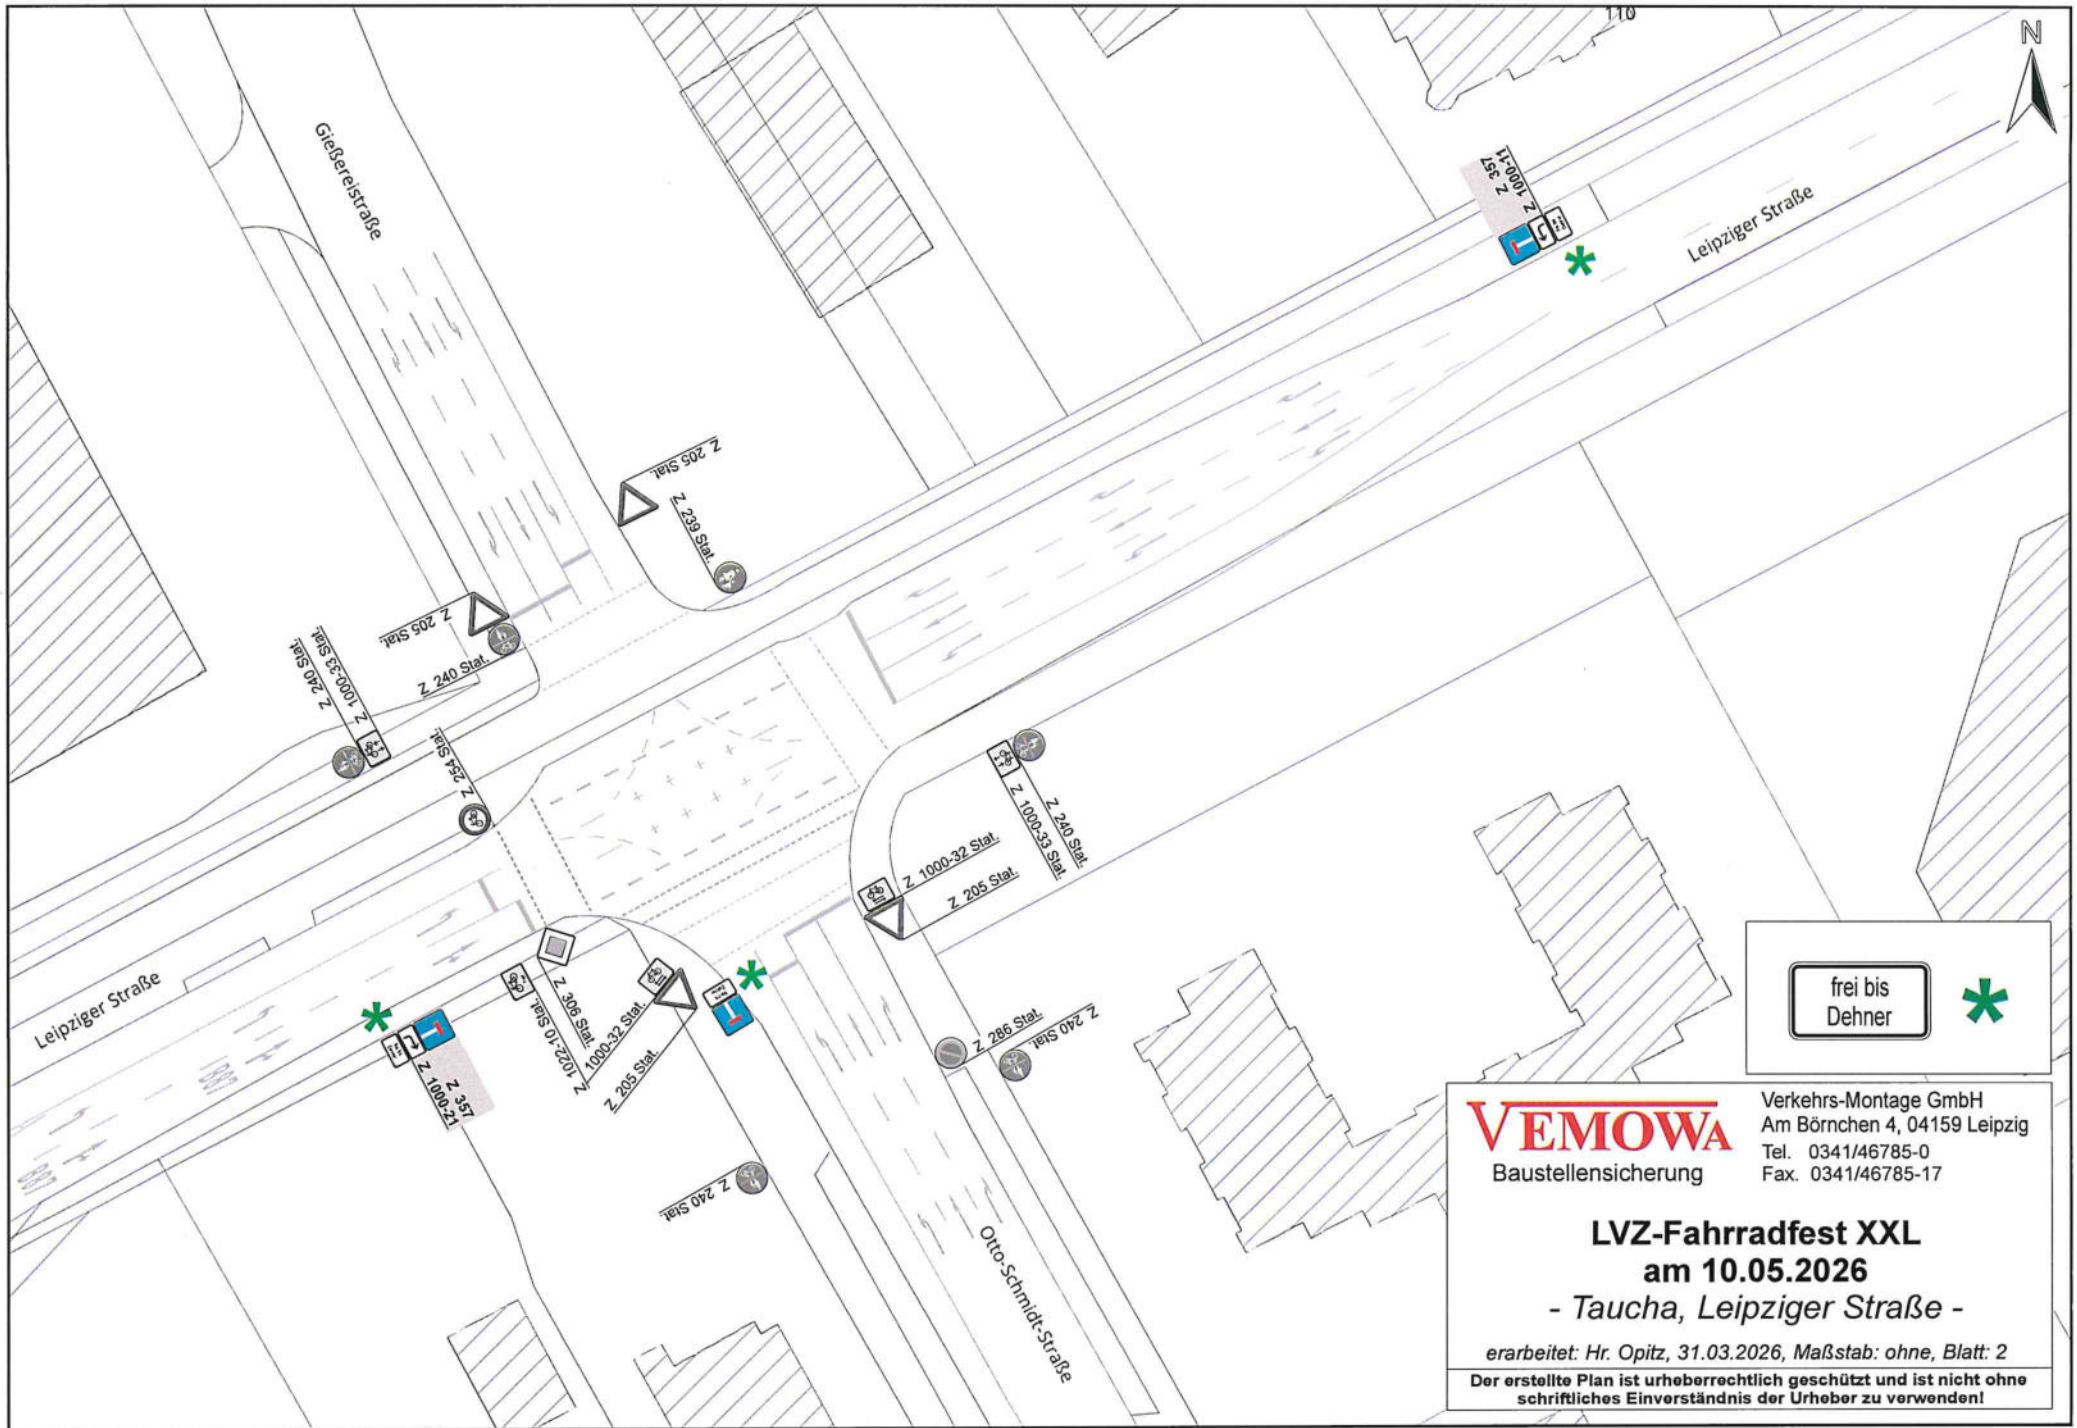 110
N
Gießereistraße
Z 357
Z 1000-11
Leipziger Straße
Z 205 Stat.
Z 239 Stat.
Z 205 Stat.
Z 240 Stat.
Z 240 Stat.
Z 1000-33 Stat.
Z 254 Stat.
Z 240 Stat.
Z 1000-33 Stat.
Z 1000-32 Stat.
Z 205 Stat.
Leipziger Straße
Z 306 Stat.
Z 1022-10 Stat.
Z 1000-32 Stat.
Z 205 Stat.
Z 357
Z 1000-21
Z 286 Stat.
Z 240 Stat.
Z 240 Stat.
Otto-Schmidt-Straße
frei bis
Dehner
VEMOWA
Baustellensicherung
Verkehrs-Montage GmbH
Am Börnchen 4, 04159 Leipzig
Tel. 0341/46785-0
Fax. 0341/46785-17
LVZ-Fahrradfest XXL
am 10.05.2026
- Taucha, Leipziger Straße -
erarbeitet: Hr. Opitz, 31.03.2026, Maßstab: ohne, Blatt: 2
Der erstellte Plan ist urheberrechtlich geschützt und ist nicht ohne
schriftliches Einverständnis der Urheber zu verwenden!